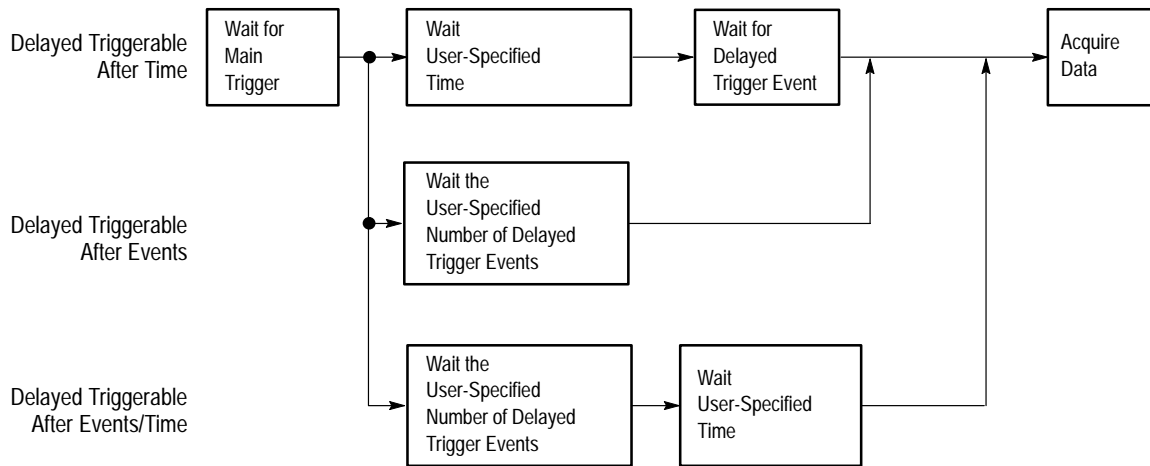 Delayed Triggerable
After Time
Wait for
Main
Trigger
Wait
User-Specified
Time
Wait for
Delayed
Trigger Event
Acquire
Data
Delayed Triggerable
After Events
Wait the
User-Specified
Number of Delayed
Trigger Events
Delayed Triggerable
After Events/Time
Wait the
User-Specified
Number of Delayed
Trigger Events
Wait
User-Specified
Time